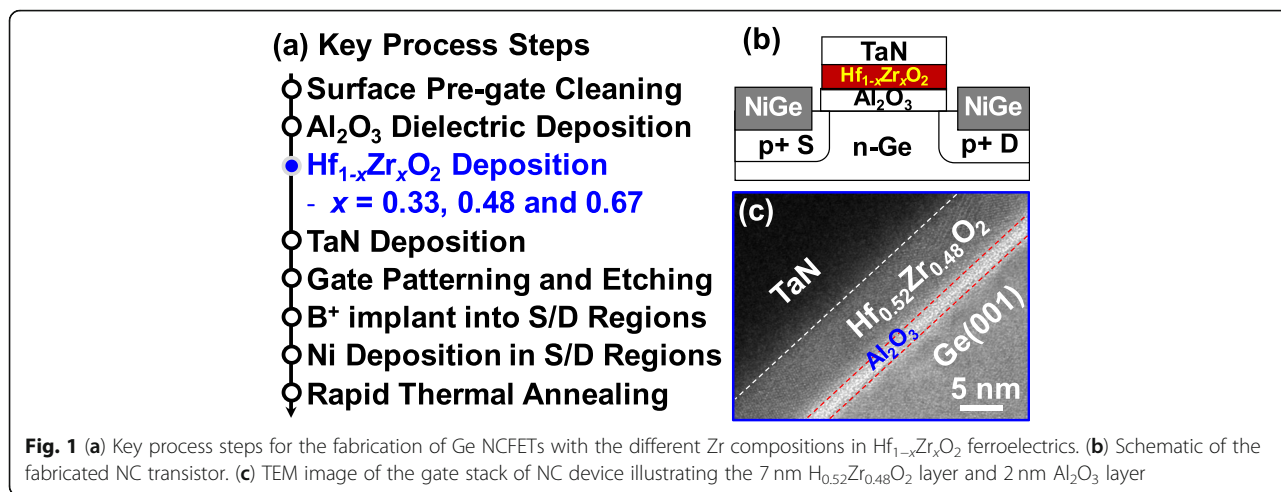 (a) Key Process Steps
Surface Pre-gate Cleaning
Al₂O₃ Dielectric Deposition
Hf₁₋ₓZrₓO₂ Deposition
- x = 0.33, 0.48 and 0.67
TaN Deposition
Gate Patterning and Etching
B⁺ implant into S/D Regions
Ni Deposition in S/D Regions
Rapid Thermal Annealing
(b)
TaN
Hf₁₋ₓZrₓO₂
Al₂O₃
NiGe
NiGe
p+ S
n-Ge
p+ D
(c)
TaN
Hf₀.₅₂Zr₀.₄₈O₂
Al₂O₃
Ge(001)
5 nm
Fig. 1 (a) Key process steps for the fabrication of Ge NCFETs with the different Zr compositions in Hf₁₋ₓZrₓO₂ ferroelectrics. (b) Schematic of the
fabricated NC transistor. (c) TEM image of the gate stack of NC device illustrating the 7 nm H₀.₅₂Zr₀.₄₈O₂ layer and 2 nm Al₂O₃ layer